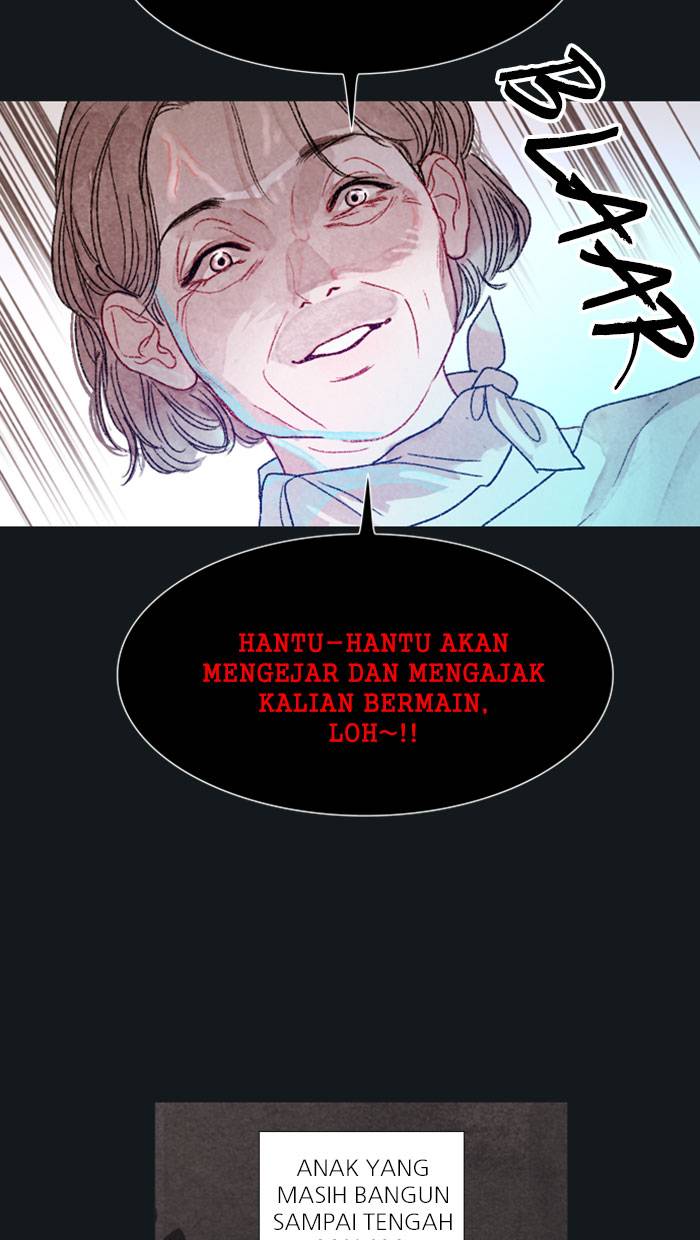 BLAAR
HANTU-HANTU AKAN
MENGEJAR DAN MENGAJAK
KALIAN BERMAIN,
LOH~!!
ANAK YANG
MASIH BANGUN
SAMPAI TENGAH